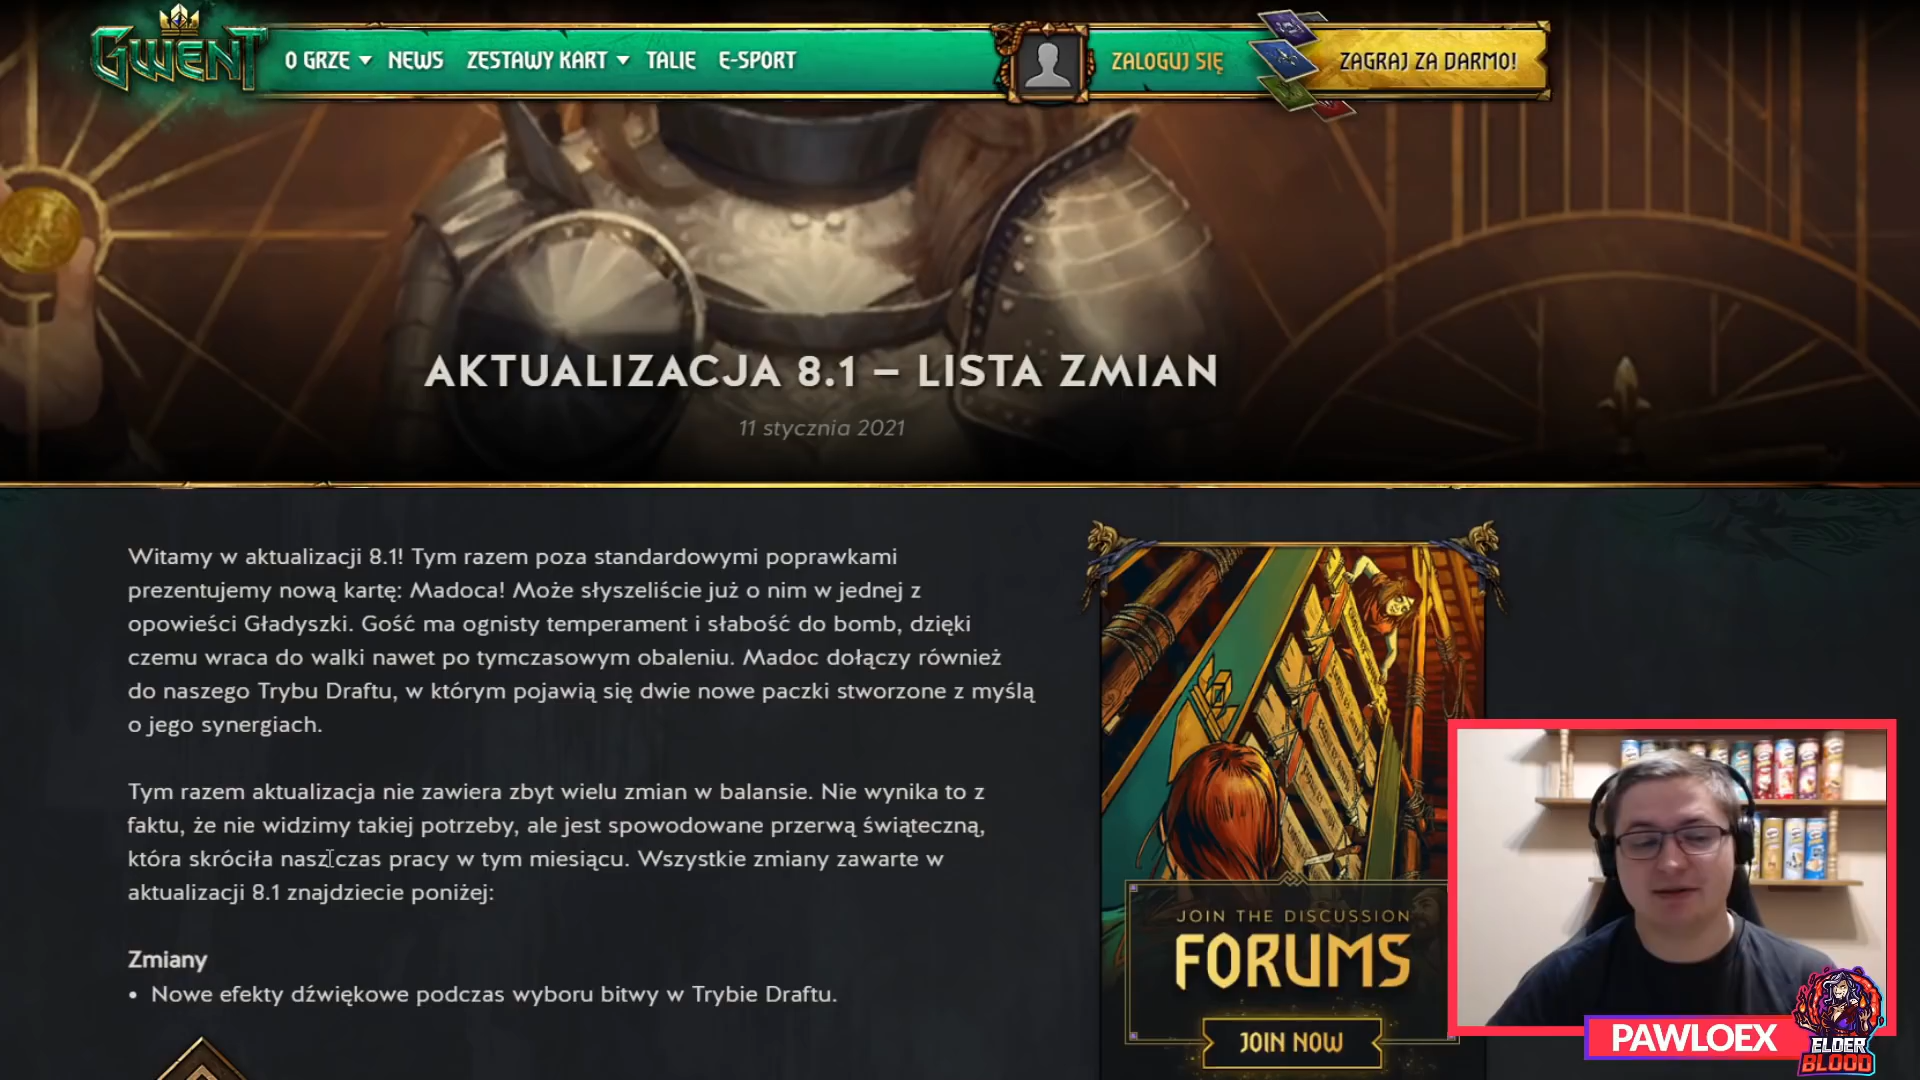 GWENT
O GRZE
NEWS
ZESTAWY KART
TALIE
E-SPORT
ZALOGUJ SIĘ
ZAGRAJ ZA DARMO!
AKTUALIZACJA 8.1 – LISTA ZMIAN
11 stycznia 2021
Witamy w aktualizacji 8.1! Tym razem poza standardowymi poprawkami
prezentujemy nową kartę: Madoca! Może słyszeliście już o nim w jednej z
opowieści Gładyszki. Gość ma ognisty temperament i słabość do bomb, dzięki
czemu wraca do walki nawet po tymczasowym obaleniu. Madoc dołączy również
do naszego Trybu Draftu, w którym pojawią się dwie nowe paczki stworzone z myślą
o jego synergiach.
Tym razem aktualizacja nie zawiera zbyt wielu zmian w balansie. Nie wynika to z
faktu, że nie widzimy takiej potrzeby, ale jest spowodowane przerwą świąteczną,
która skróciła nasz czas pracy w tym miesiącu. Wszystkie zmiany zawarte w
aktualizacji 8.1 znajdziecie poniżej:
Zmiany
• Nowe efekty dźwiękowe podczas wyboru bitwy w Trybie Draftu.
JOIN THE DISCUSSION
FORUMS
JOIN NOW
PAWLOEX
ELDER
BLOOD